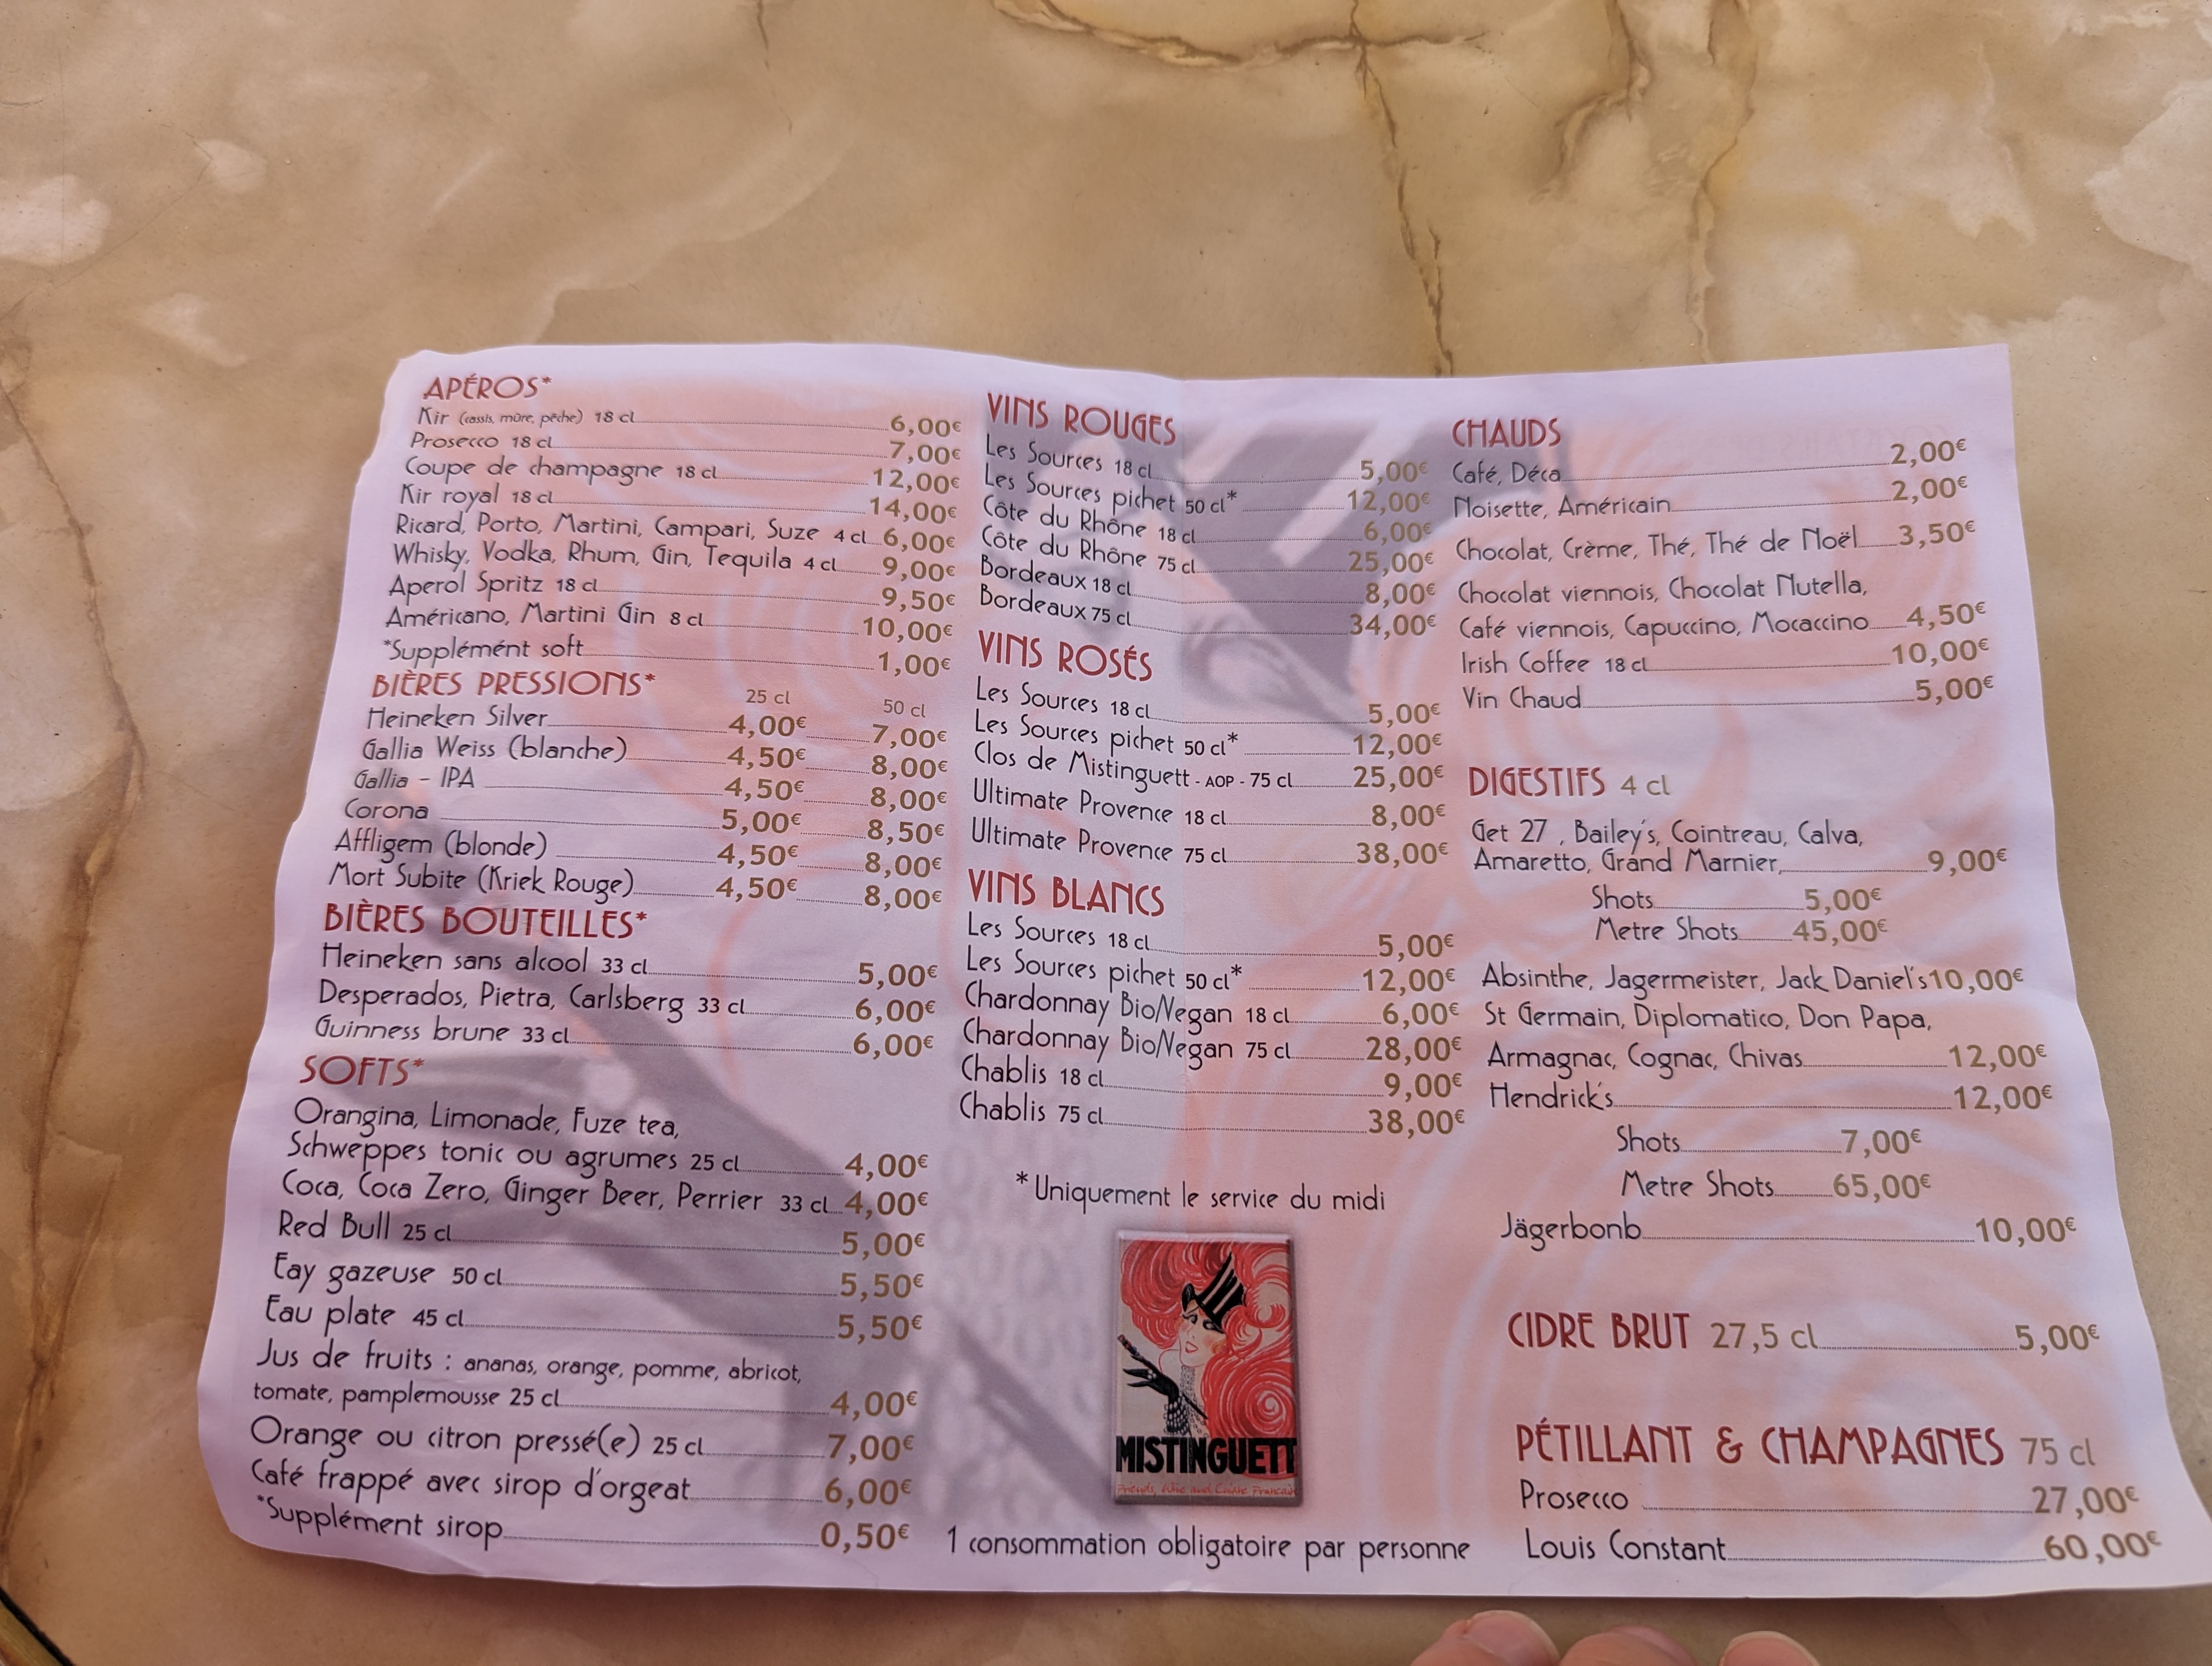 APÉROS*
Kir (cassis, mûre, pêche) 18 cl 6,00€
Prosecco 18 cl 7,00€
Coupe de champagne 18 cl 12,00€
Kir royal 18 cl 14,00€
Ricard, Porto, Martini, Campari, Suze 4 cl 6,00€
Whisky, Vodka, Rhum, Gin, Tequila 4 cl 9,00€
Aperol Spritz 18 cl 9,50€
Américano, Martini Gin 8 cl 10,00€
*Supplémént soft 1,00€
BIÈRES PRESSIONS* 25 cl 50 cl
Heineken Silver 4,00€ 7,00€
Gallia Weiss (blanche) 4,50€ 8,00€
Gallia - IPA 4,50€ 8,00€
Corona 5,00€ 8,50€
Affligem (blonde) 4,50€ 8,00€
Mort Subite (Kriek Rouge) 4,50€ 8,00€
BIÈRES BOUTEILLES*
Heineken sans alcool 33 cl 5,00€
Desperados, Pietra, Carlsberg 33 cl 6,00€
Guinness brune 33 cl 6,00€
SOFTS*
Orangina, Limonade, Fuze tea,
Schweppes tonic ou agrumes 25 cl 4,00€
Coca, Coca Zero, Ginger Beer, Perrier 33 cl 4,00€
Red Bull 25 cl 5,00€
Eay gazeuse 50 cl 5,50€
Eau plate 45 cl 5,50€
Jus de fruits : ananas, orange, pomme, abricot,
tomate, pamplemousse 25 cl 4,00€
Orange ou citron pressé(e) 25 cl 7,00€
Café frappé avec sirop d'orgeat 6,00€
*Supplément sirop 0,50€
VINS ROUGES
Les Sources 18 cl 5,00€
Les Sources pichet 50 cl* 12,00€
Côte du Rhône 18 cl 6,00€
Côte du Rhône 75 cl 25,00€
Bordeaux 18 cl 8,00€
Bordeaux 75 cl 34,00€
VINS ROSÉS
Les Sources 18 cl 5,00€
Les Sources pichet 50 cl* 12,00€
Clos de Mistinguett - AOP - 75 cl 25,00€
Ultimate Provence 18 cl 8,00€
Ultimate Provence 75 cl 38,00€
VINS BLANCS
Les Sources 18 cl 5,00€
Les Sources pichet 50 cl* 12,00€
Chardonnay Bio/Vegan 18 cl 6,00€
Chardonnay Bio/Vegan 75 cl 28,00€
Chablis 18 cl 9,00€
Chablis 75 cl 38,00€
* Uniquement le service du midi
MISTINGUETT
Friends, Wine and Cuisine Française
1 consommation obligatoire par personne
CHAUDS
Café, Déca 2,00€
Noisette, Américain 2,00€
Chocolat, Crème, Thé, Thé de Noël 3,50€
Chocolat viennois, Chocolat Nutella,
Café viennois, Capuccino, Mocaccino 4,50€
Irish Coffee 18 cl 10,00€
Vin Chaud 5,00€
DIGESTIFS 4 cl
Get 27 , Bailey's, Cointreau, Calva,
Amaretto, Grand Marnier, 9,00€
Shots 5,00€
Metre Shots 45,00€
Absinthe, Jagermeister, Jack Daniel's 10,00€
St Germain, Diplomatico, Don Papa,
Armagnac, Cognac, Chivas 12,00€
Hendrick's 12,00€
Shots 7,00€
Metre Shots 65,00€
Jägerbonb 10,00€
CIDRE BRUT 27,5 cl 5,00€
PÉTILLANT & CHAMPAGNES 75 cl
Prosecco 27,00€
Louis Constant 60,00€